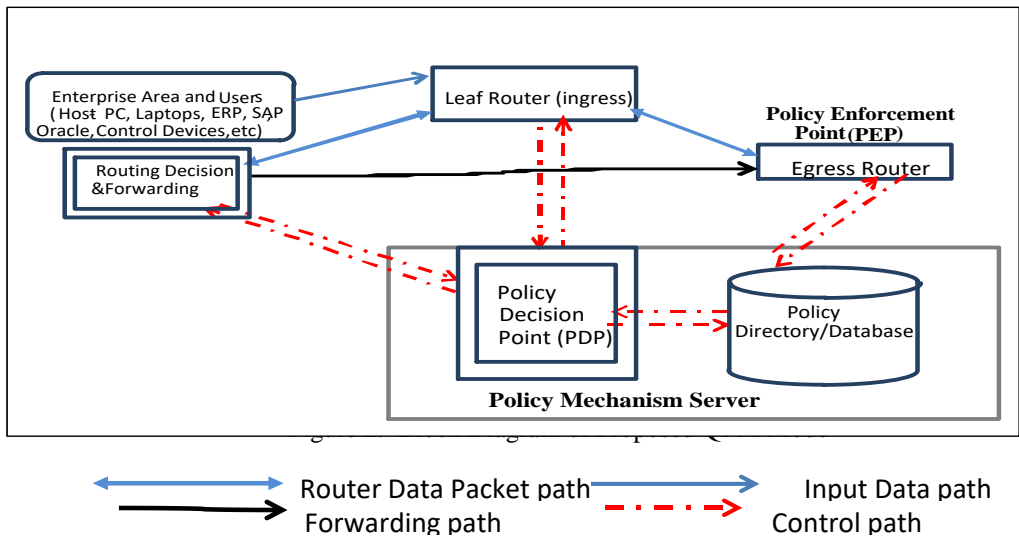 Enterprise Area and Users
(Host PC, Laptops, ERP, SAP
Oracle, Control Devices, etc)
Leaf Router (ingress)
Policy Enforcement
Point (PEP)
Egress Router
Routing Decision
&Forwarding
Policy
Decision
Point (PDP)
Policy
Directory/Database
Policy Mechanism Server
Router Data Packet path
Input Data path
Forwarding path
Control path